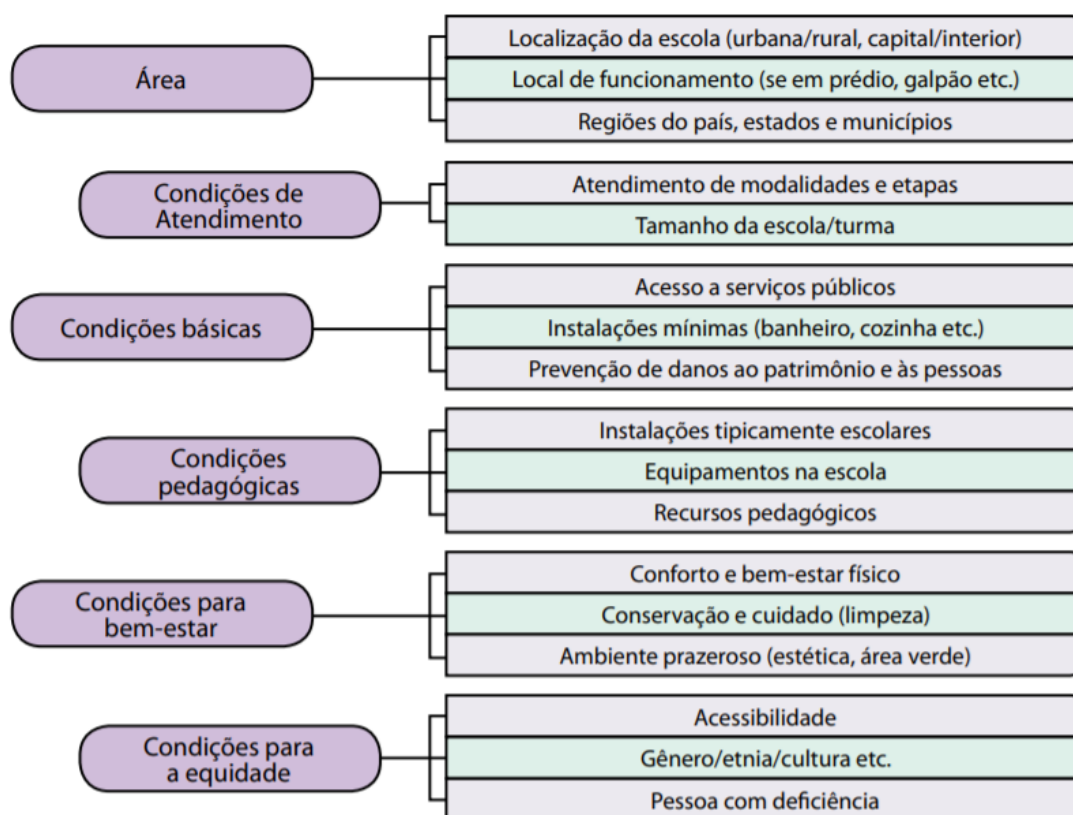 Área
Localização da escola (urbana/rural, capital/interior)
Local de funcionamento (se em prédio, galpão etc.)
Regiões do país, estados e municípios
Condições de
Atendimento
Atendimento de modalidades e etapas
Tamanho da escola/turma
Condições básicas
Acesso a serviços públicos
Instalações mínimas (banheiro, cozinha etc.)
Prevenção de danos ao patrimônio e às pessoas
Condições
pedagógicas
Instalações tipicamente escolares
Equipamentos na escola
Recursos pedagógicos
Condições para
bem-estar
Conforto e bem-estar físico
Conservação e cuidado (limpeza)
Ambiente prazeroso (estética, área verde)
Condições para
a equidade
Acessibilidade
Gênero/etnia/cultura etc.
Pessoa com deficiência